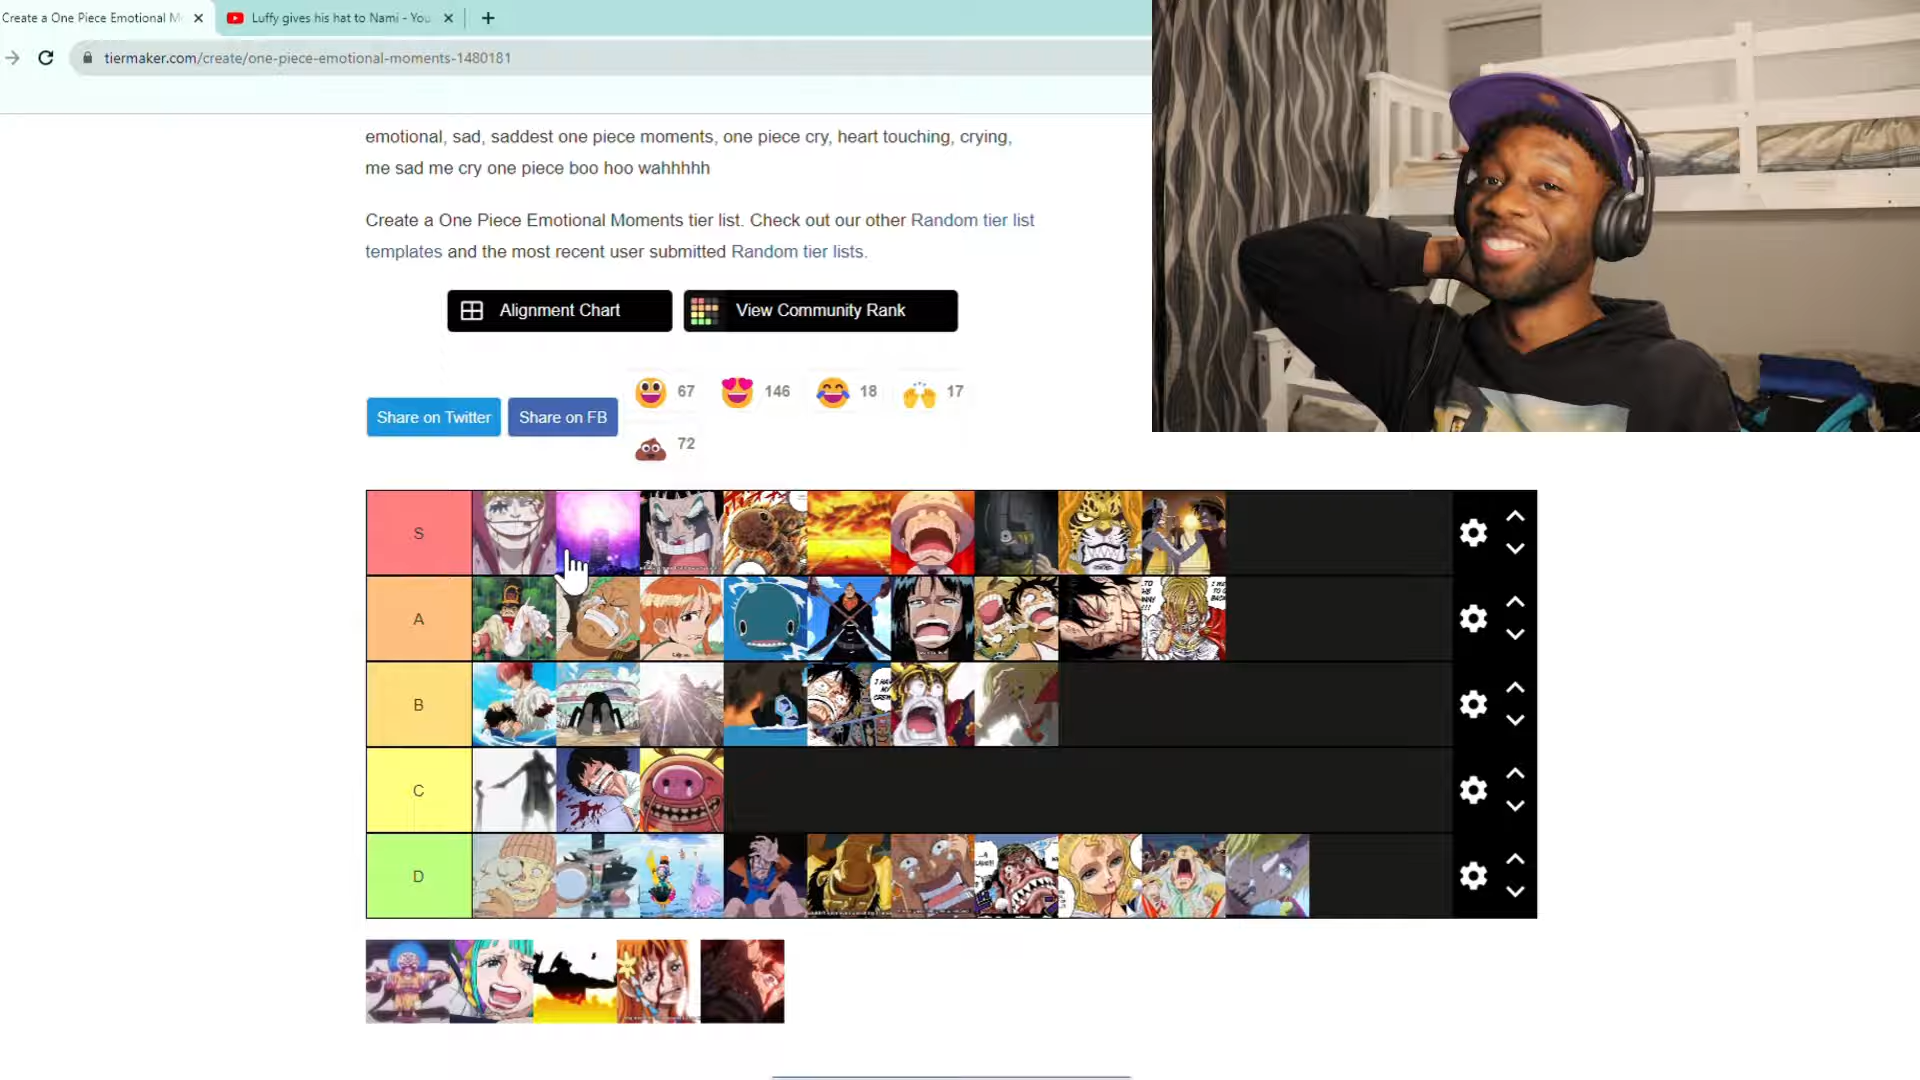 Create a One Piece Emotional M
Luffy gives his hat to Nami - You
tiermaker.com/create/one-piece-emotional-moments-1480181
emotional, sad, saddest one piece moments, one piece cry, heart touching, crying,
me sad me cry one piece boo hoo wahhhhh
Create a One Piece Emotional Moments tier list. Check out our other Random tier list
templates and the most recent user submitted Random tier lists.
Alignment Chart
View Community Rank
67
146
18
17
Share on Twitter
Share on FB
72
S
A
B
I HA
MY
CREW
C
D